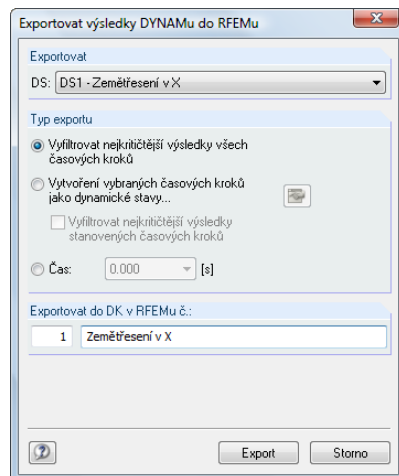 Exportovat výsledky DYNAMu do RFEMu
Exportovat
DS: DS1 - Zemětřesení v X
Typ exportu
Vyfiltrovat nejkritičtější výsledky všech
časových kroků
Vytvoření vybraných časových kroků
jako dynamické stavy...
Vyfiltrovat nejkritičtější výsledky
stanovených časových kroků
Čas: 0.000 [s]
Exportovat do DK v RFEMu č.:
1 Zemětřesení v X
Export Storno